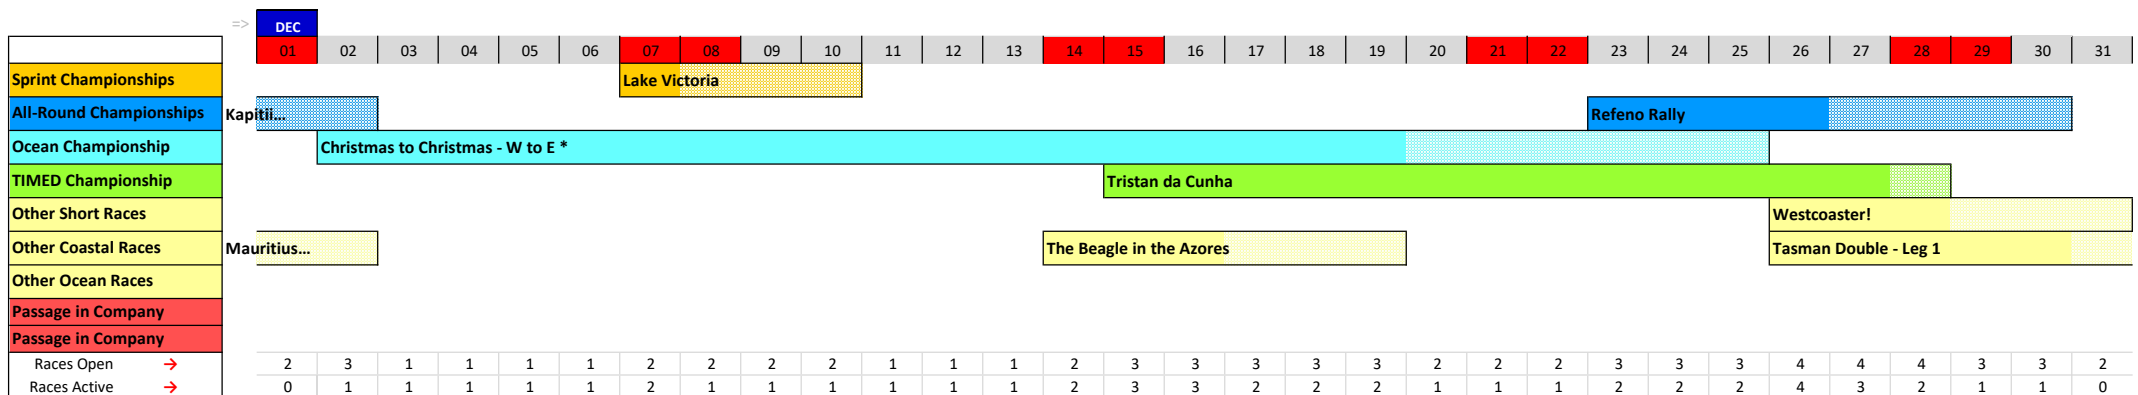 => DEC
01 02 03 04 05 06 07 08 09 10 11 12 13 14 15 16 17 18 19 20 21 22 23 24 25 26 27 28 29 30 31
Sprint Championships Lake Victoria
All-Round Championships Kapitii... Refeno Rally
Ocean Championship Christmas to Christmas - W to E *
TIMED Championship Tristan da Cunha
Other Short Races Westcoaster!
Other Coastal Races Mauritius... The Beagle in the Azores Tasman Double - Leg 1
Other Ocean Races
Passage in Company
Passage in Company
Races Open → 2 3 1 1 1 1 2 2 2 2 1 1 1 2 3 3 3 3 3 2 2 2 3 3 3 4 4 4 3 3 2
Races Active → 0 1 1 1 1 1 2 1 1 1 1 1 1 2 3 3 2 2 2 1 1 1 2 2 2 4 3 2 1 1 0